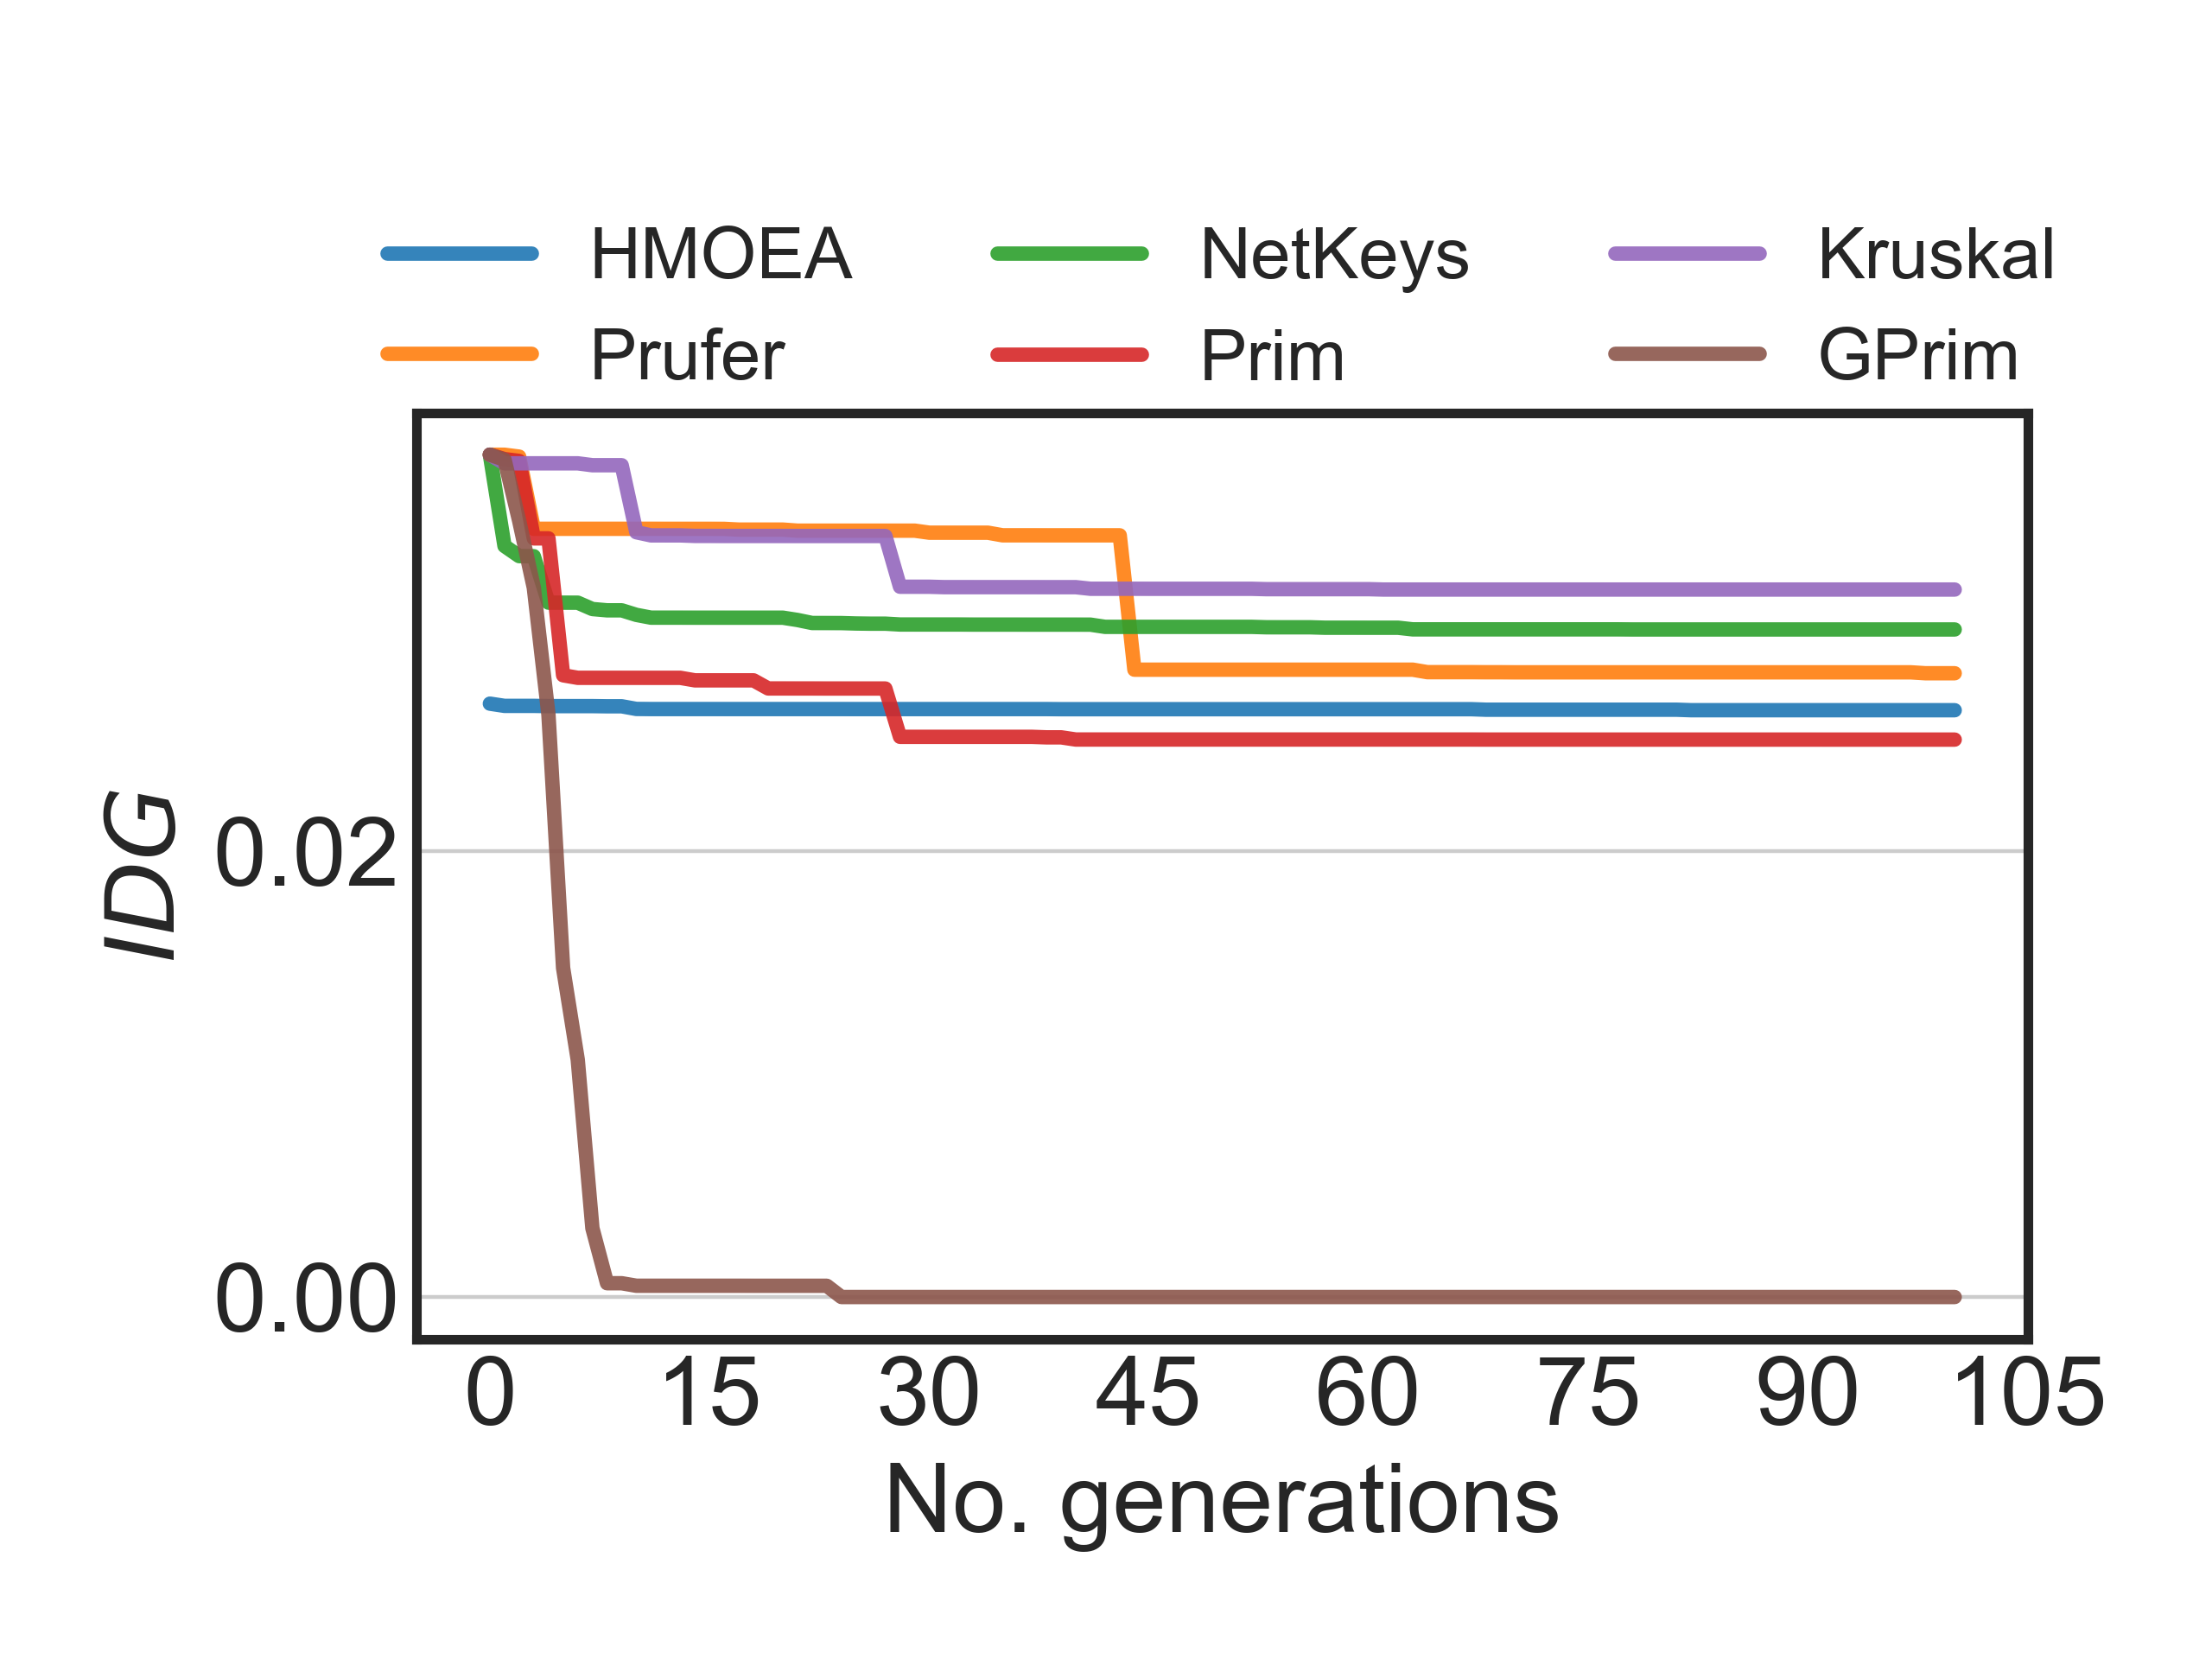 HMOEA NetKeys Kruskal
Prufer Prim GPrim
IDG
0.02
0.00
0 15 30 45 60 75 90 105
No. generations